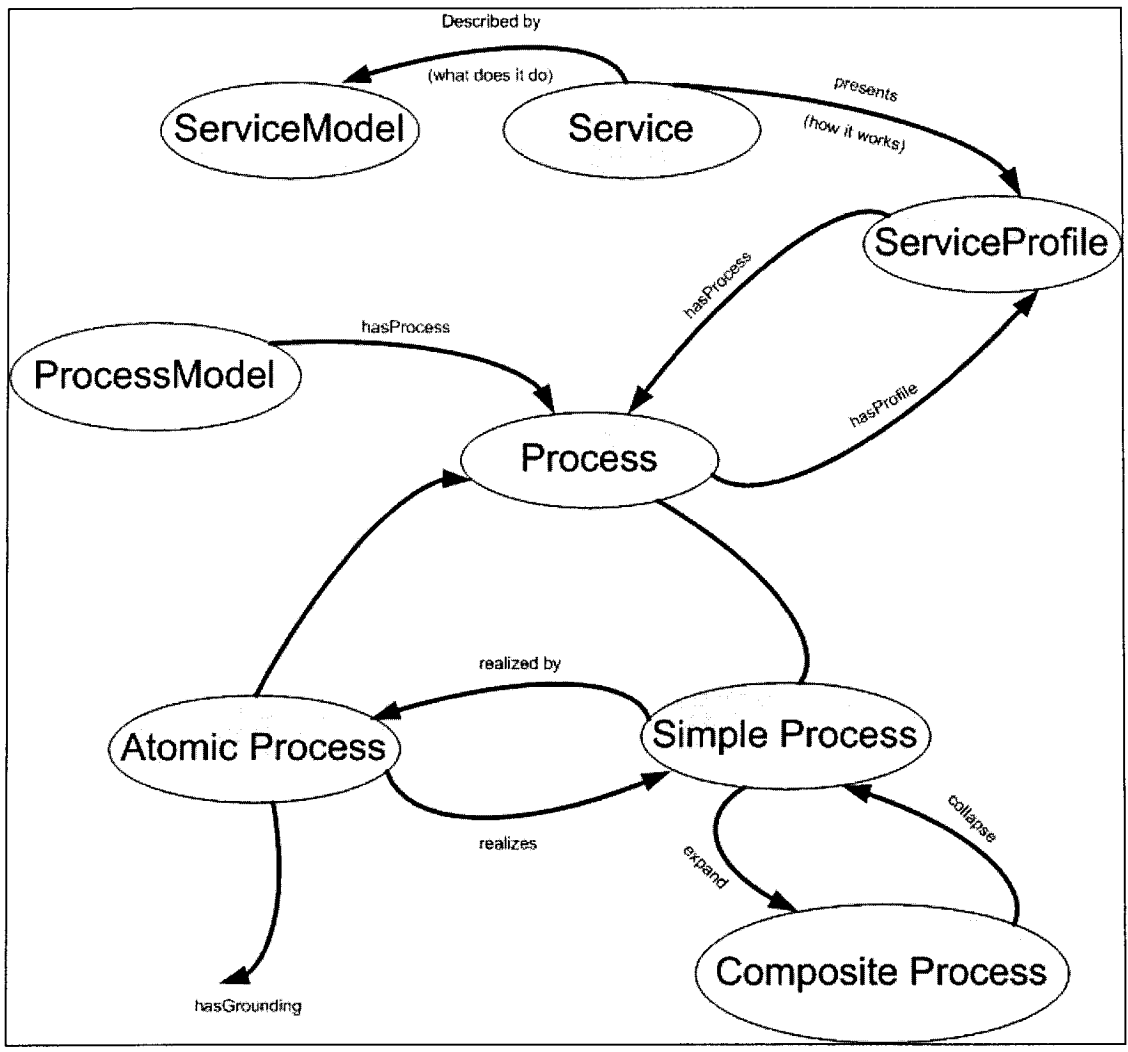 Described by
(what does it do)
ServiceModel
Service
presents
(how it works)
ServiceProfile
hasProcess
hasProcess
ProcessModel
hasProfile
Process
realized by
Atomic Process
Simple Process
realizes
collapse
expand
Composite Process
hasGrounding